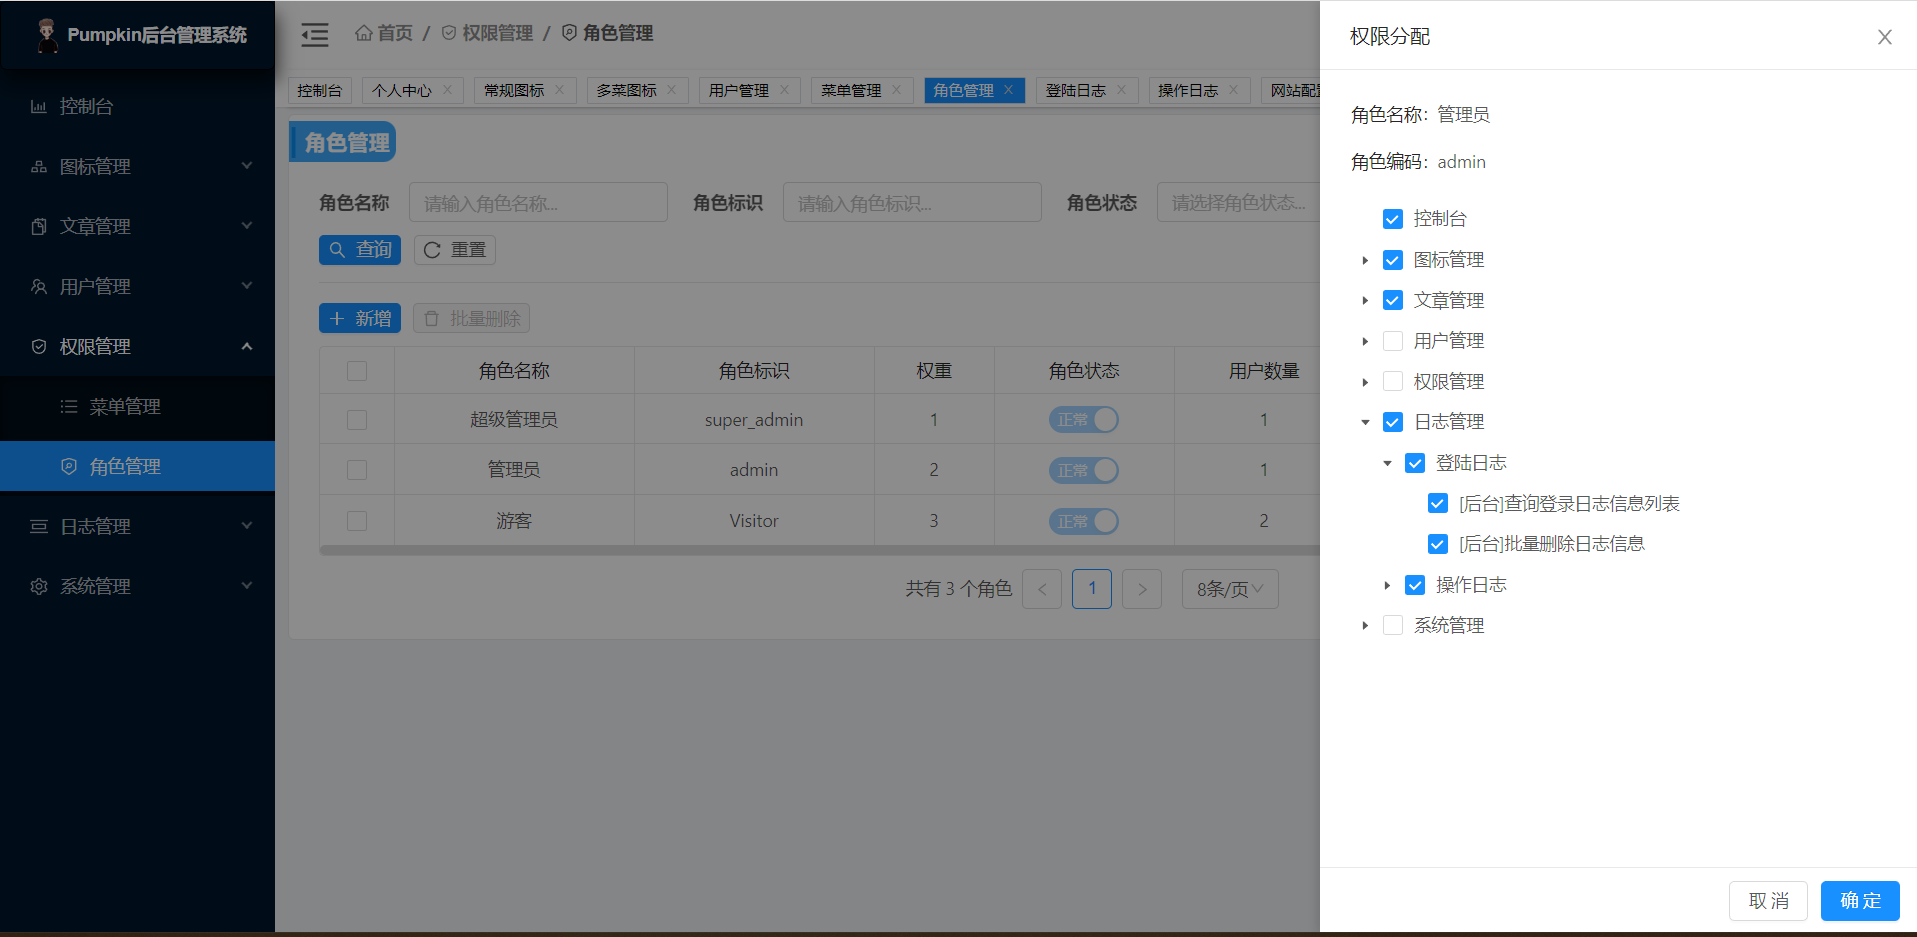 Pumpkin后台管理系统
控制台
图标管理
文章管理
用户管理
权限管理
菜单管理
角色管理
日志管理
系统管理
首页 / 权限管理 / 角色管理
控制台 个人中心 常规图标 多菜图标 用户管理 菜单管理 角色管理 登陆日志 操作日志 网站配
角色管理
角色名称 请输入角色名称... 角色标识 请输入角色标识... 角色状态 请选择角色状态...
查询 重置
新增 批量删除
角色名称 角色标识 权重 角色状态 用户数量
超级管理员 super_admin 1 正常 1
管理员 admin 2 正常 1
游客 Visitor 3 正常 2
共有 3 个角色 < 1 > 8条/页
权限分配
角色名称：管理员
角色编码：admin
控制台
图标管理
文章管理
用户管理
权限管理
日志管理
登陆日志
[后台]查询登录日志信息列表
[后台]批量删除日志信息
操作日志
系统管理
取 消 确 定